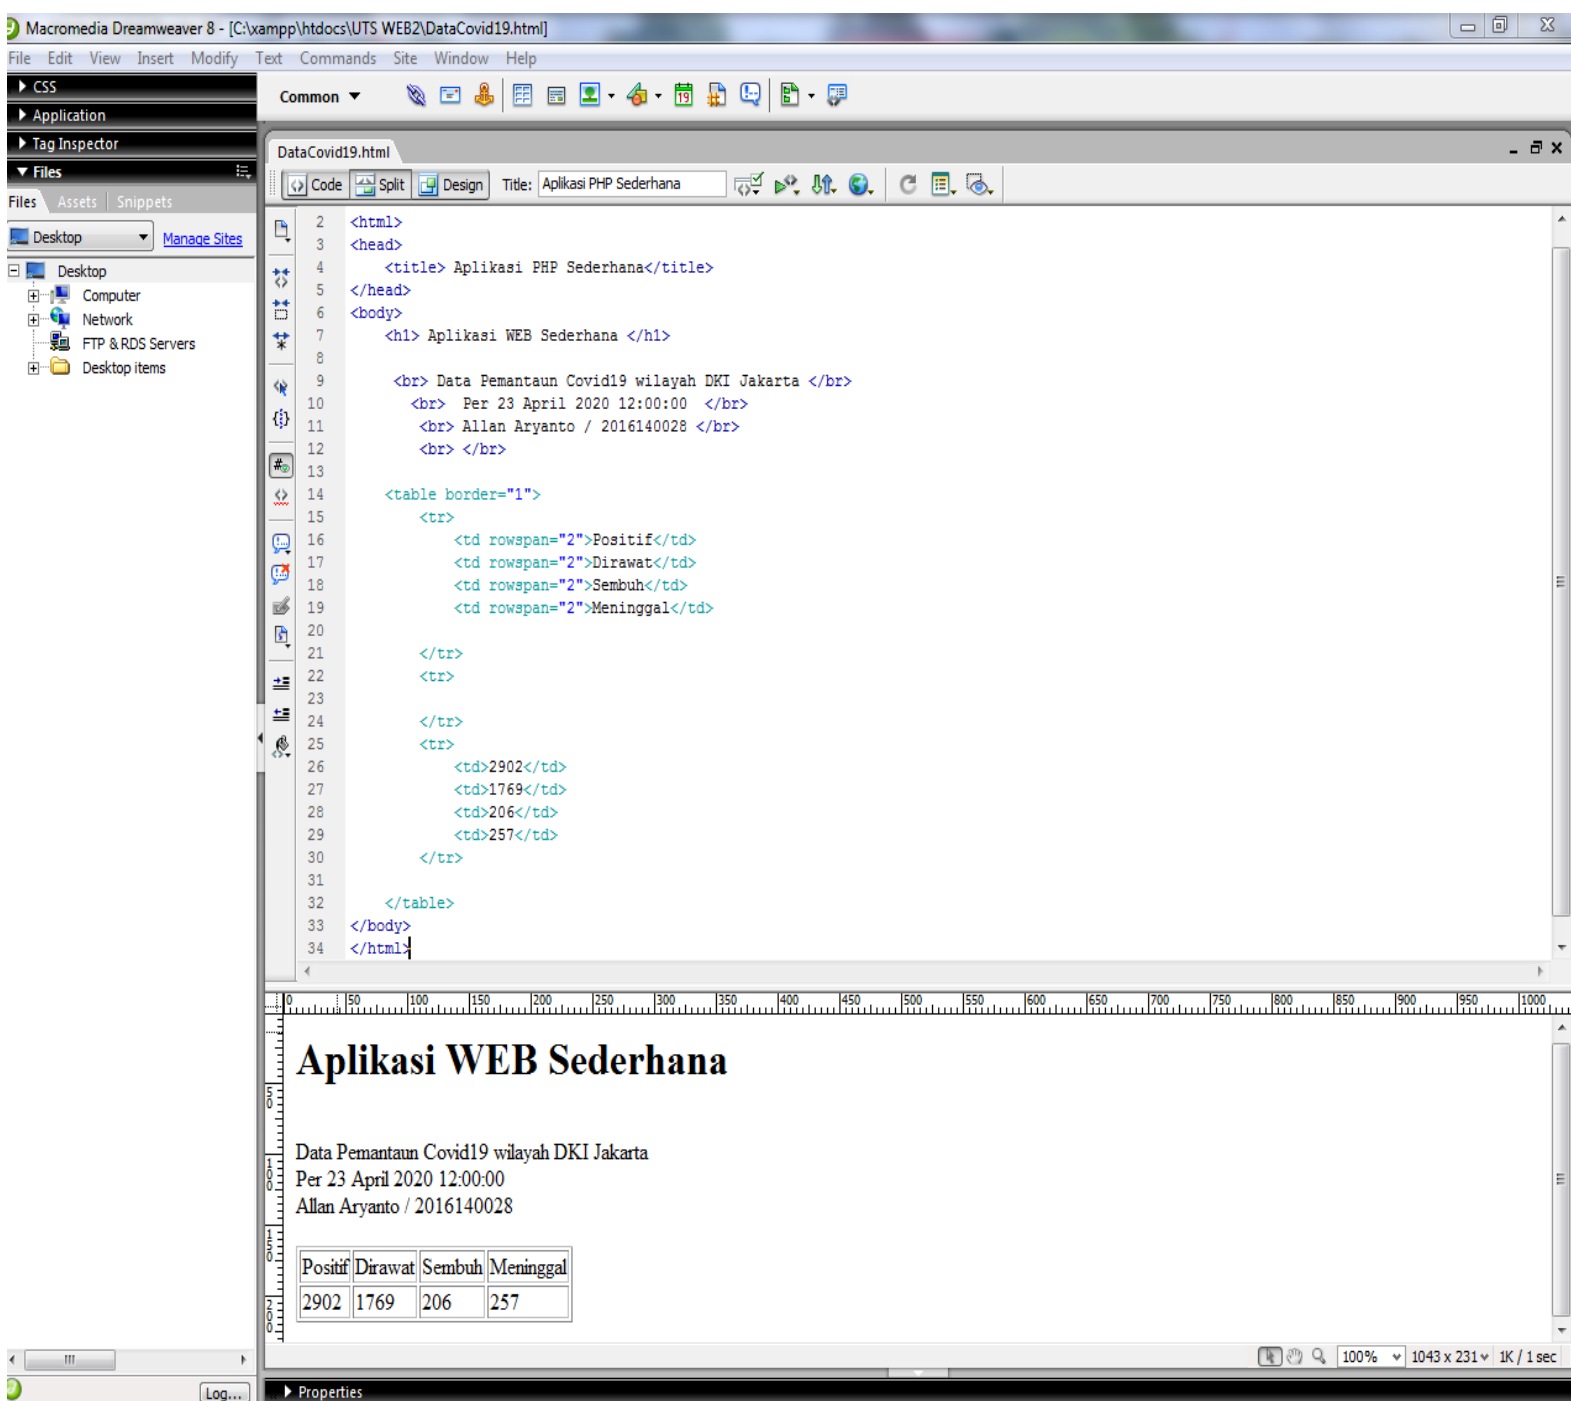 Macromedia Dreamweaver 8 - [C:\xampp\htdocs\UTS WEB2\DataCovid19.html]
File Edit View Insert Modify Text Commands Site Window Help
CSS
Application
Tag Inspector
Files
Files Assets Snippets
Desktop Manage Sites
Desktop
Computer
Network
FTP & RDS Servers
Desktop items
Common
19
DataCovid19.html
Code Split Design Title: Aplikasi PHP Sederhana
2 <html>
3 <head>
4 <title> Aplikasi PHP Sederhana</title>
5 </head>
6 <body>
7 <h1> Aplikasi WEB Sederhana </h1>
8
9 <br> Data Pemantaun Covid19 wilayah DKI Jakarta </br>
10 <br> Per 23 April 2020 12:00:00 </br>
11 <br> Allan Aryanto / 2016140028 </br>
12 <br> </br>
13
14 <table border="1">
15 <tr>
16 <td rowspan="2">Positif</td>
17 <td rowspan="2">Dirawat</td>
18 <td rowspan="2">Sembuh</td>
19 <td rowspan="2">Meninggal</td>
20
21 </tr>
22 <tr>
23
24 </tr>
25 <tr>
26 <td>2902</td>
27 <td>1769</td>
28 <td>206</td>
29 <td>257</td>
30 </tr>
31
32 </table>
33 </body>
34 </html>
0 50 100 150 200 250 300 350 400 450 500 550 600 650 700 750 800 850 900 950 1000
50
100
150
200
Aplikasi WEB Sederhana
Data Pemantaun Covid19 wilayah DKI Jakarta
Per 23 April 2020 12:00:00
Allan Aryanto / 2016140028
Positif Dirawat Sembuh Meninggal
2902 1769 206 257
100% 1043 x 231 1K / 1 sec
Log...
Properties